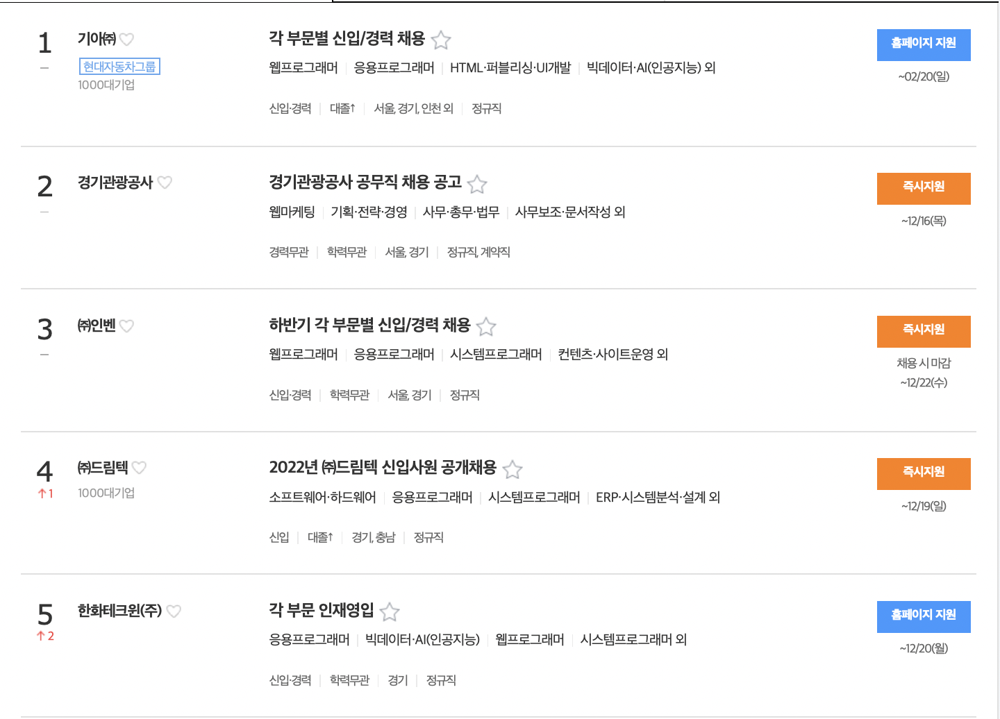 1
기아㈜
현대자동차그룹
1000대기업
각 부문별 신입/경력 채용
웹프로그래머 응용프로그래머 HTML·퍼블리싱·UI개발 빅데이터·AI(인공지능) 외
신입·경력 대졸↑ 서울, 경기, 인천 외 정규직
홈페이지 지원
~02/20(일)
2
경기관광공사
경기관광공사 공무직 채용 공고
웹마케팅 기획·전략·경영 사무·총무·법무 사무보조·문서작성 외
경력무관 학력무관 서울, 경기 정규직, 계약직
즉시지원
~12/16(목)
3
㈜인벤
하반기 각 부문별 신입/경력 채용
웹프로그래머 응용프로그래머 시스템프로그래머 컨텐츠·사이트운영 외
신입·경력 학력무관 서울, 경기 정규직
즉시지원
채용 시 마감
~12/22(수)
4
↑1
㈜드림텍
1000대기업
2022년 ㈜드림텍 신입사원 공개채용
소프트웨어·하드웨어 응용프로그래머 시스템프로그래머 ERP·시스템분석·설계 외
신입 대졸↑ 경기, 충남 정규직
즉시지원
~12/19(일)
5
↑2
한화테크윈(주)
각 부문 인재영입
응용프로그래머 빅데이터·AI(인공지능) 웹프로그래머 시스템프로그래머 외
신입·경력 학력무관 경기 정규직
홈페이지 지원
~12/20(월)